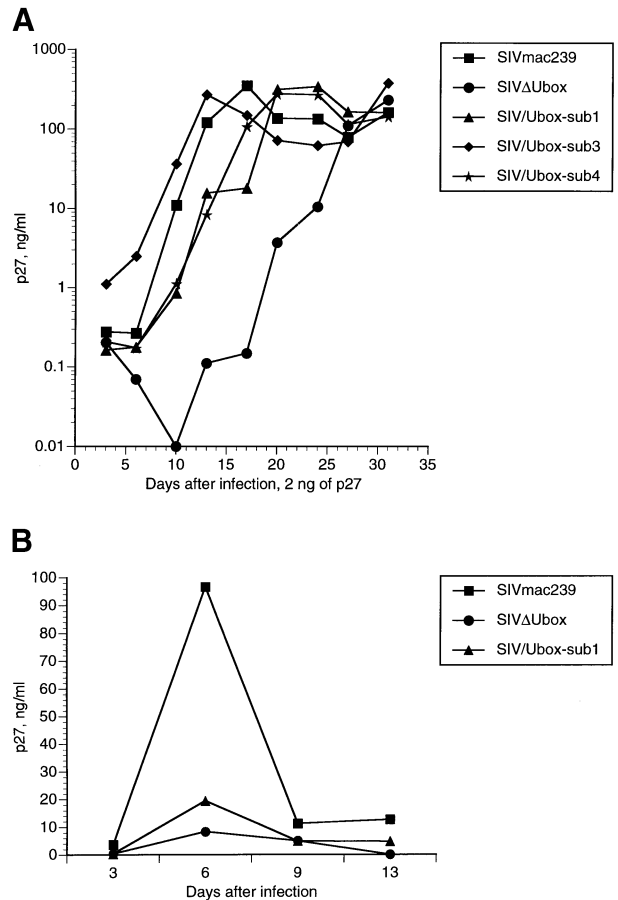 A
1000
100
10
1
0.1
0.01
p27, ng/ml
0 5 10 15 20 25 30 35
Days after infection, 2 ng of p27
SIVmac239
SIVΔUbox
SIV/Ubox-sub1
SIV/Ubox-sub3
SIV/Ubox-sub4
B
100
90
80
70
60
50
40
30
20
10
0
p27, ng/ml
3 6 9 13
Days after infection
SIVmac239
SIVΔUbox
SIV/Ubox-sub1